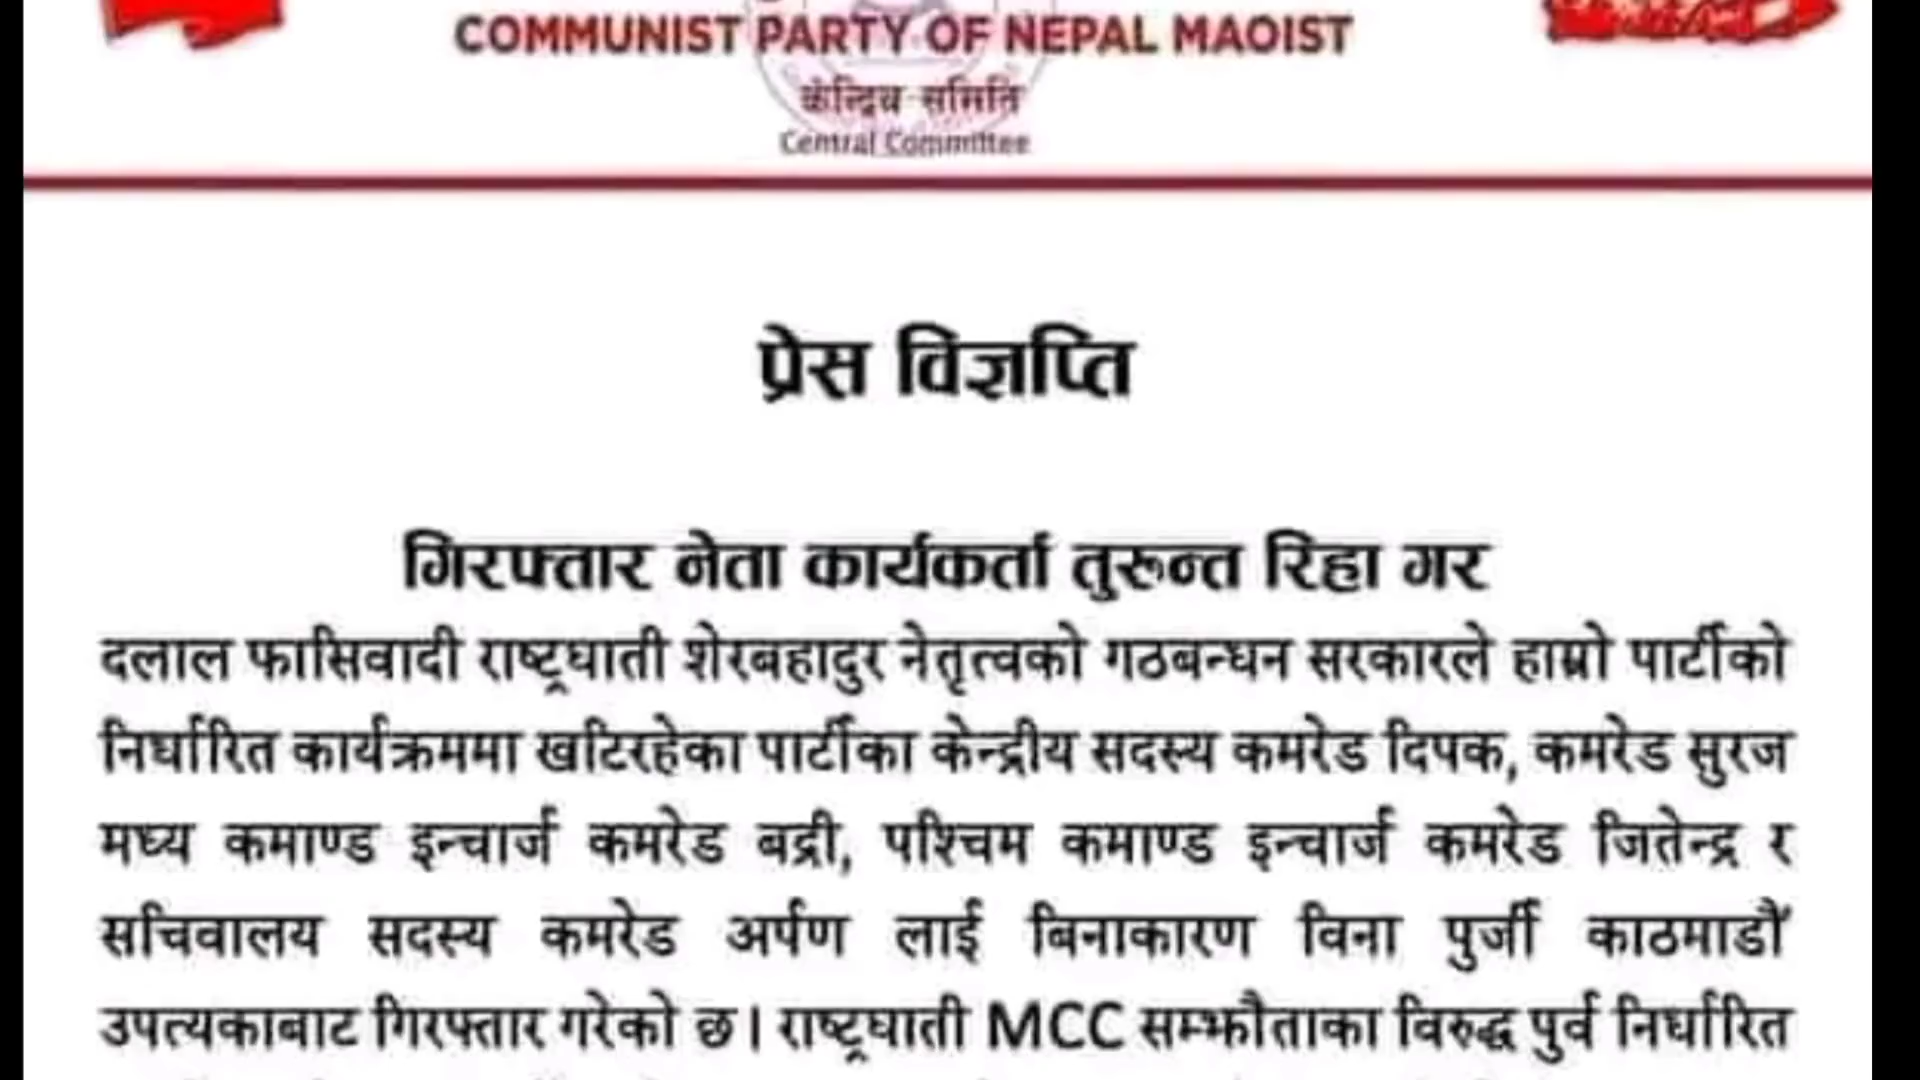 COMMUNIST PARTY OF NEPAL MAOIST
केन्द्रिय समिति
Central Committee
प्रेस विज्ञप्ति
गिरफ्तार नेता कार्यकर्ता तुरुन्त रिहा गर
दलाल फासिवादी राष्ट्रघाती शेरबहादुर नेतृत्वको गठबन्धन सरकारले हाम्रो पार्टीको
निर्धारित कार्यक्रममा खटिरहेका पार्टीका केन्द्रीय सदस्य कमरेड दिपक, कमरेड सुरज
मध्य कमाण्ड इन्चार्ज कमरेड बद्री, पश्चिम कमाण्ड इन्चार्ज कमरेड जितेन्द्र र
सचिवालय सदस्य कमरेड अर्पण लाई बिनाकारण विना पुर्जी काठमाडौं
उपत्यकाबाट गिरफ्तार गरेको छ। राष्ट्रघाती MCC सम्झौताका विरुद्ध पुर्व निर्धारित